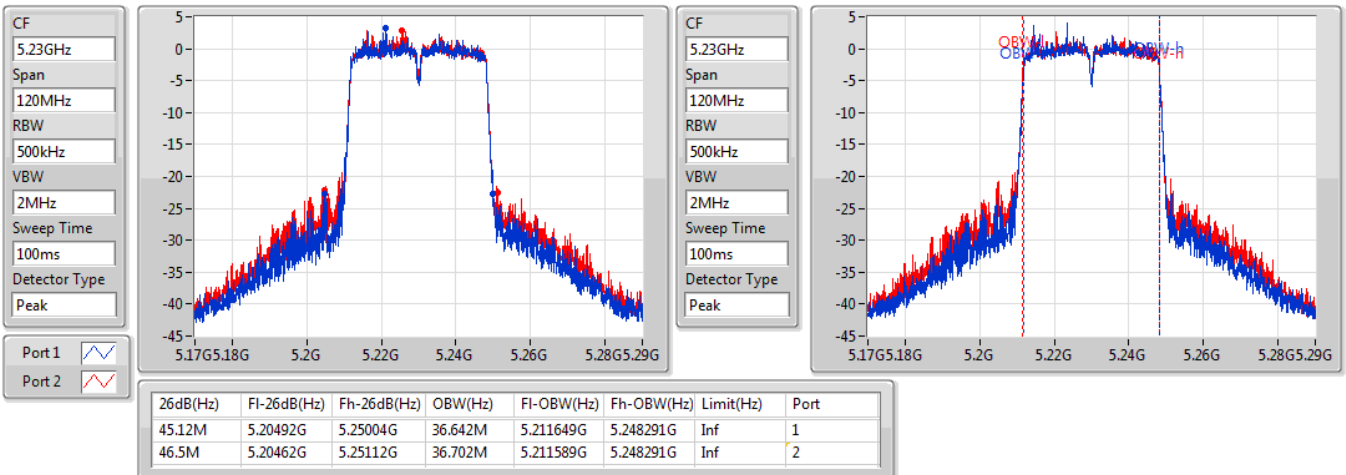 CF
5.23GHz
Span
120MHz
RBW
500kHz
VBW
2MHz
Sweep Time
100ms
Detector Type
Peak
Port 1
Port 2
5
0
-5
-10
-15
-20
-25
-30
-35
-40
-45
5.17G 5.18G 5.2G 5.22G 5.24G 5.26G 5.28G 5.29G
CF
5.23GHz
Span
120MHz
RBW
500kHz
VBW
2MHz
Sweep Time
100ms
Detector Type
Peak
5
0
-5
-10
-15
-20
-25
-30
-35
-40
-45
OBW-h
OBW-h
5.17G 5.18G 5.2G 5.22G 5.24G 5.26G 5.28G 5.29G
26dB(Hz) Fl-26dB(Hz) Fh-26dB(Hz) OBW(Hz) Fl-OBW(Hz) Fh-OBW(Hz) Limit(Hz) Port
45.12M 5.20492G 5.25004G 36.642M 5.211649G 5.248291G Inf 1
46.5M 5.20462G 5.25112G 36.702M 5.211589G 5.248291G Inf 2